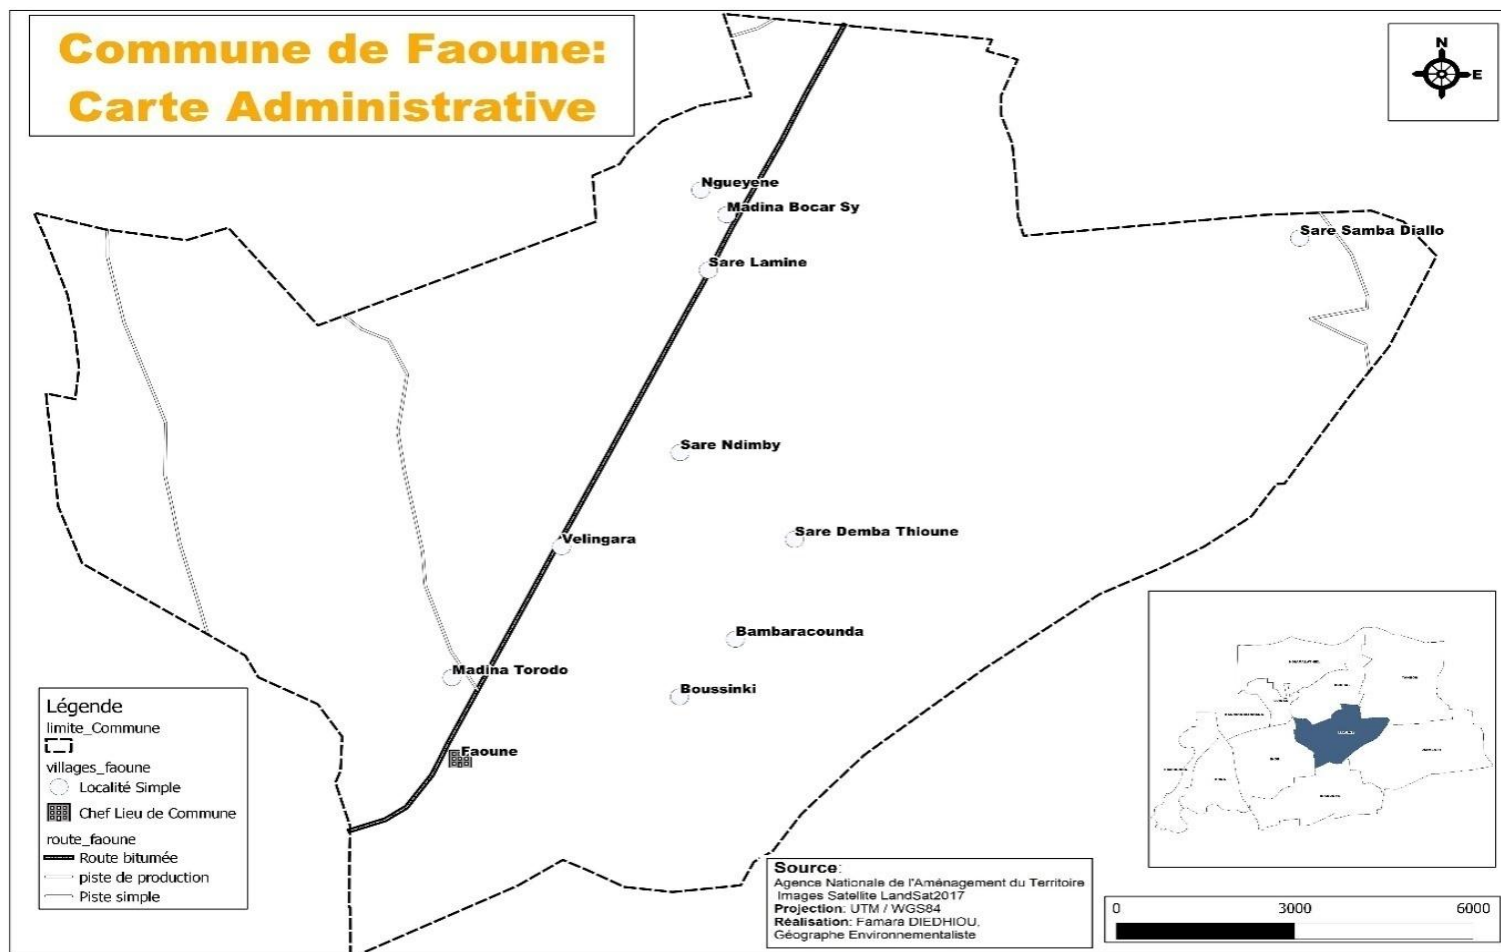 Commune de Faoune:
Carte Administrative
N
E
Ngueyene
Madina Bocar Sy
Sare Samba Diallo
Sare Lamine
Sare Ndimby
Velingara
Sare Demba Thioune
Bambaracounda
Madina Torodo
Boussinki
Faoune
Légende
limite_Commune
villages_faoune
Localité Simple
Chef Lieu de Commune
route_faoune
Route bitumée
piste de production
Piste simple
Source:
Agence Nationale de l'Aménagement du Territoire
Images Satellite LandSat2017
Projection: UTM / WGS84
Réalisation: Famara DIEDHIOU,
Géographe Environnementaliste
0 3000 6000